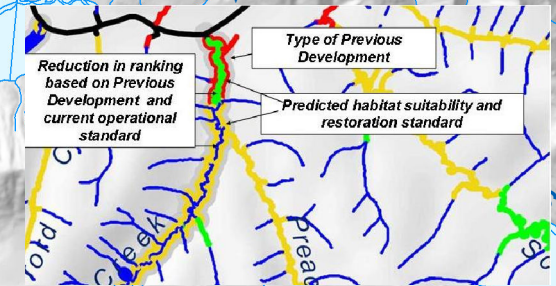 Type of Previous
Development
Reduction in ranking
based on Previous
Development and
current operational
standard
Predicted habitat suitability and
restoration standard
Creek